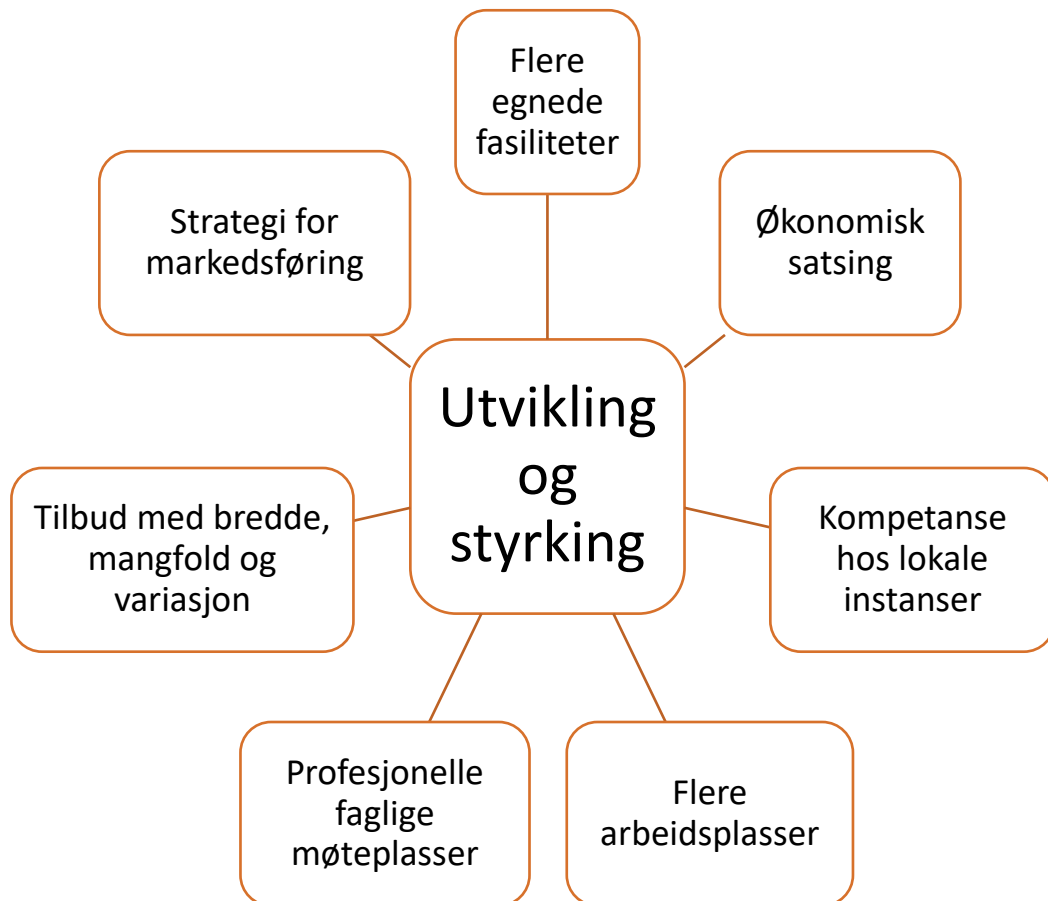 Flere
egnede
fasiliteter
Strategi for
markedsføring
Økonomisk
satsing
Utvikling
og
styrking
Tilbud med bredde,
mangfold og
variasjon
Kompetanse
hos lokale
instanser
Profesjonelle
faglige
møteplasser
Flere
arbeidsplasser